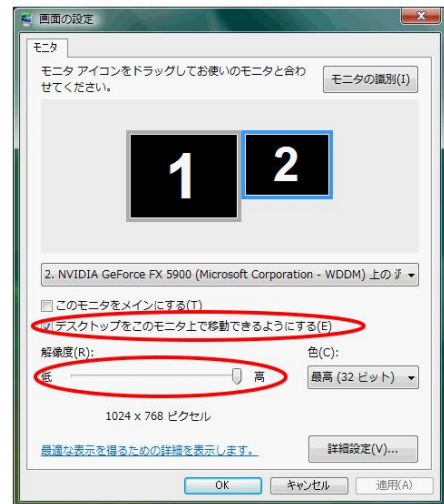 画面の設定
モニタ
モニタ アイコンをドラッグしてお使いのモニタと合わ
せてください。
モニタの識別(I)
1
2
2. NVIDIA GeForce FX 5900 (Microsoft Corporation - WDDM) 上の
このモニタをメインにする(T)
デスクトップをこのモニタ上で移動できるようにする(E)
解像度(R):
色(C):
低
高
最高 (32 ビット)
1024 x 768 ピクセル
最適な表示を得るための詳細を表示します。
詳細設定(V)...
OK
キャンセル
適用(A)